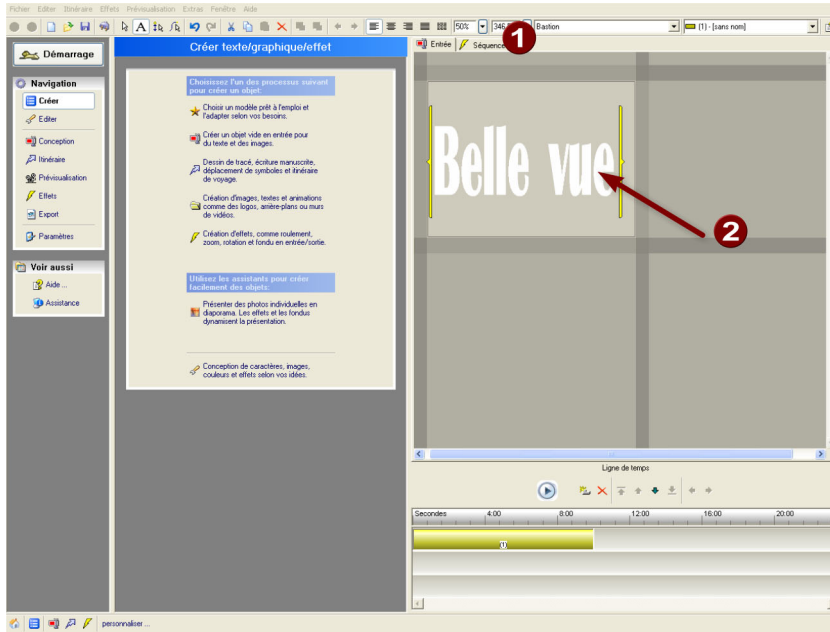 Fichier Editer Itinéraire Effets Prévisualisation Extras Fenêtre Aide
50% 346. Bastion (1) - [sans nom]
1
Démarrage
Navigation
Créer
Editer
Conception
Itinéraire
Prévisualisation
Effets
Export
Paramètres
Voir aussi
Aide ...
Assistance
Créer texte/graphique/effet
Choisissez l'un des processus suivant
pour créer un objet:
Choisir un modèle prêt à l'emploi et
l'adapter selon vos besoins.
Créer un objet vide en entrée pour
du texte et des images.
Dessin de tracé, écriture manuscrite,
déplacement de symboles et itinéraire
de voyage.
Création d'images, textes et animations
comme des logos, arrière-plans ou murs
de vidéos.
Création d'effets, comme roulement,
zoom, rotation et fondu en entrée/sortie.
Utilisez les assistants pour créer
facilement des objets:
Présenter des photos individuelles en
diaporama. Les effets et les fondus
dynamisent la présentation.
Conception de caractères, images,
couleurs et effets selon vos idées.
Entrée Séquence
Belle vue
2
Ligne de temps
Secondes 4:00 8:00 12:00 16:00 20:00
(1)
personnaliser ...